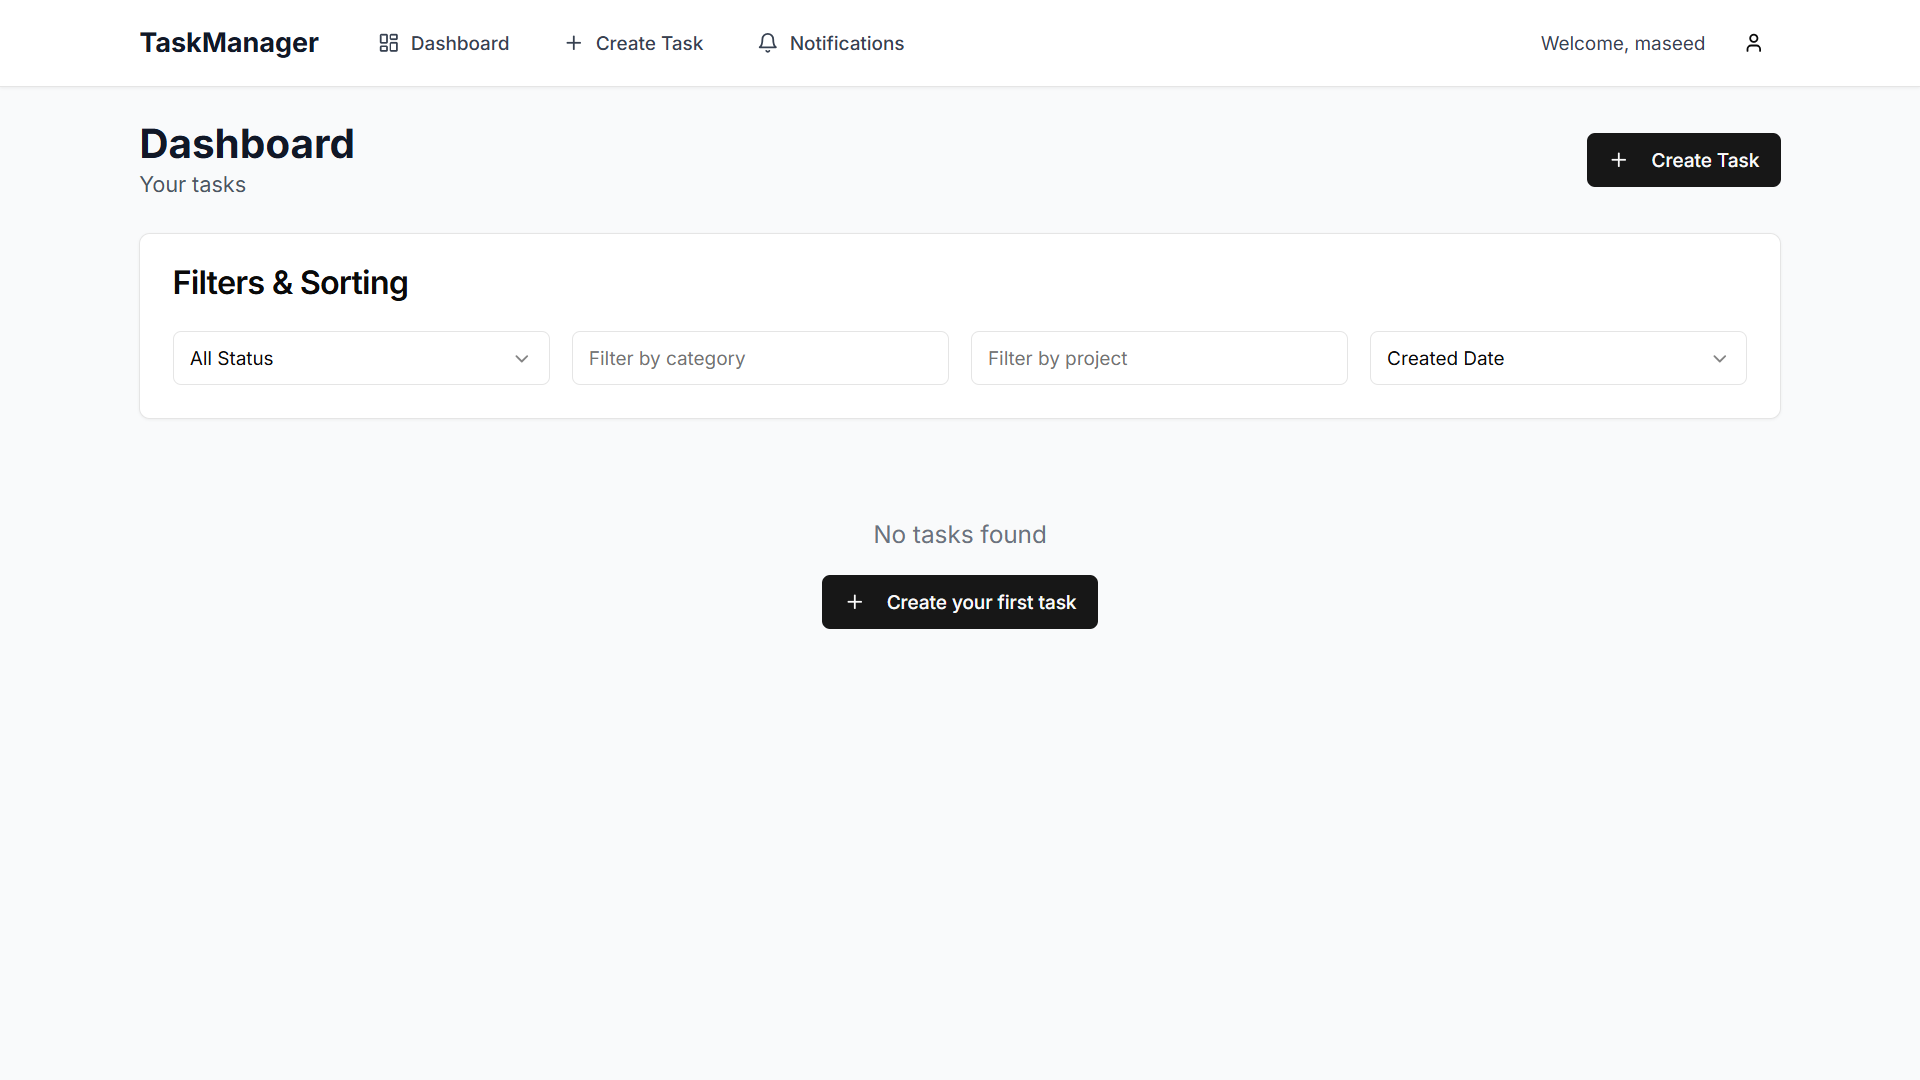 TaskManager
Dashboard
Create Task
Notifications
Welcome, maseed
Dashboard
Your tasks
Create Task
Filters & Sorting
All Status
Filter by category
Filter by project
Created Date
No tasks found
Create your first task